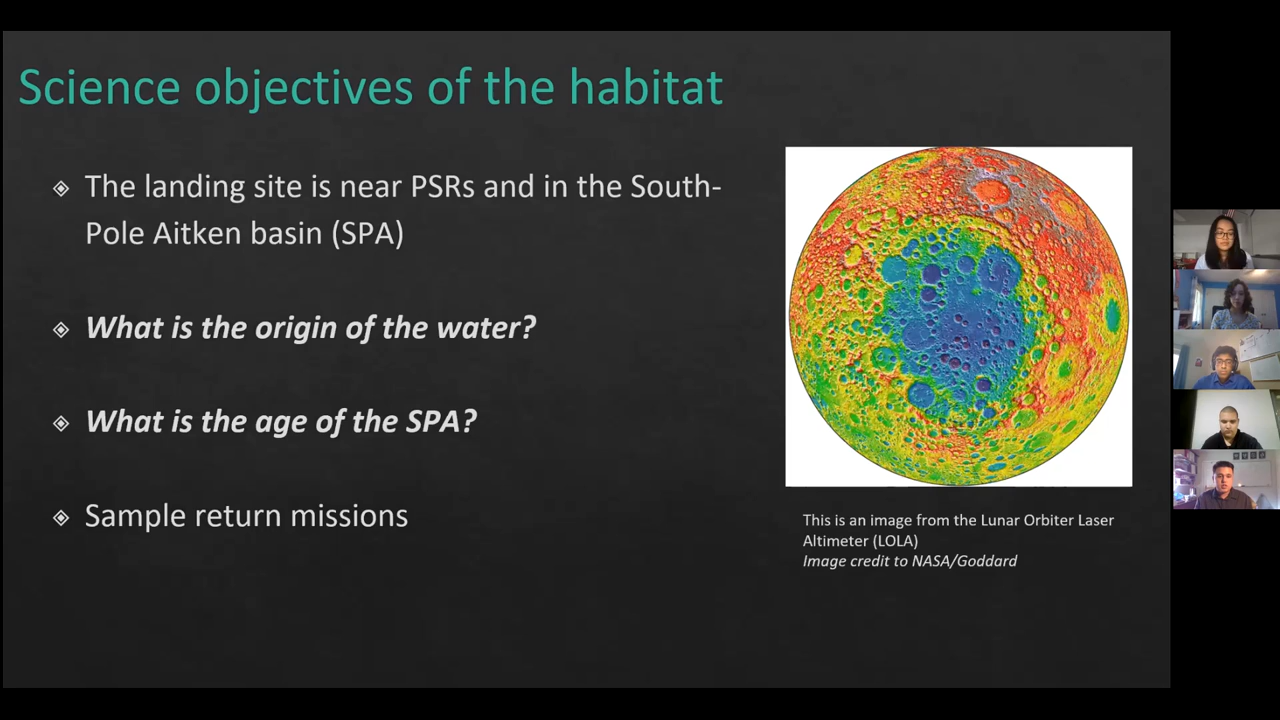 Science objectives of the habitat
The landing site is near PSRs and in the South-
Pole Aitken basin (SPA)
What is the origin of the water?
What is the age of the SPA?
Sample return missions
This is an image from the Lunar Orbiter Laser
Altimeter (LOLA)
Image credit to NASA/Goddard